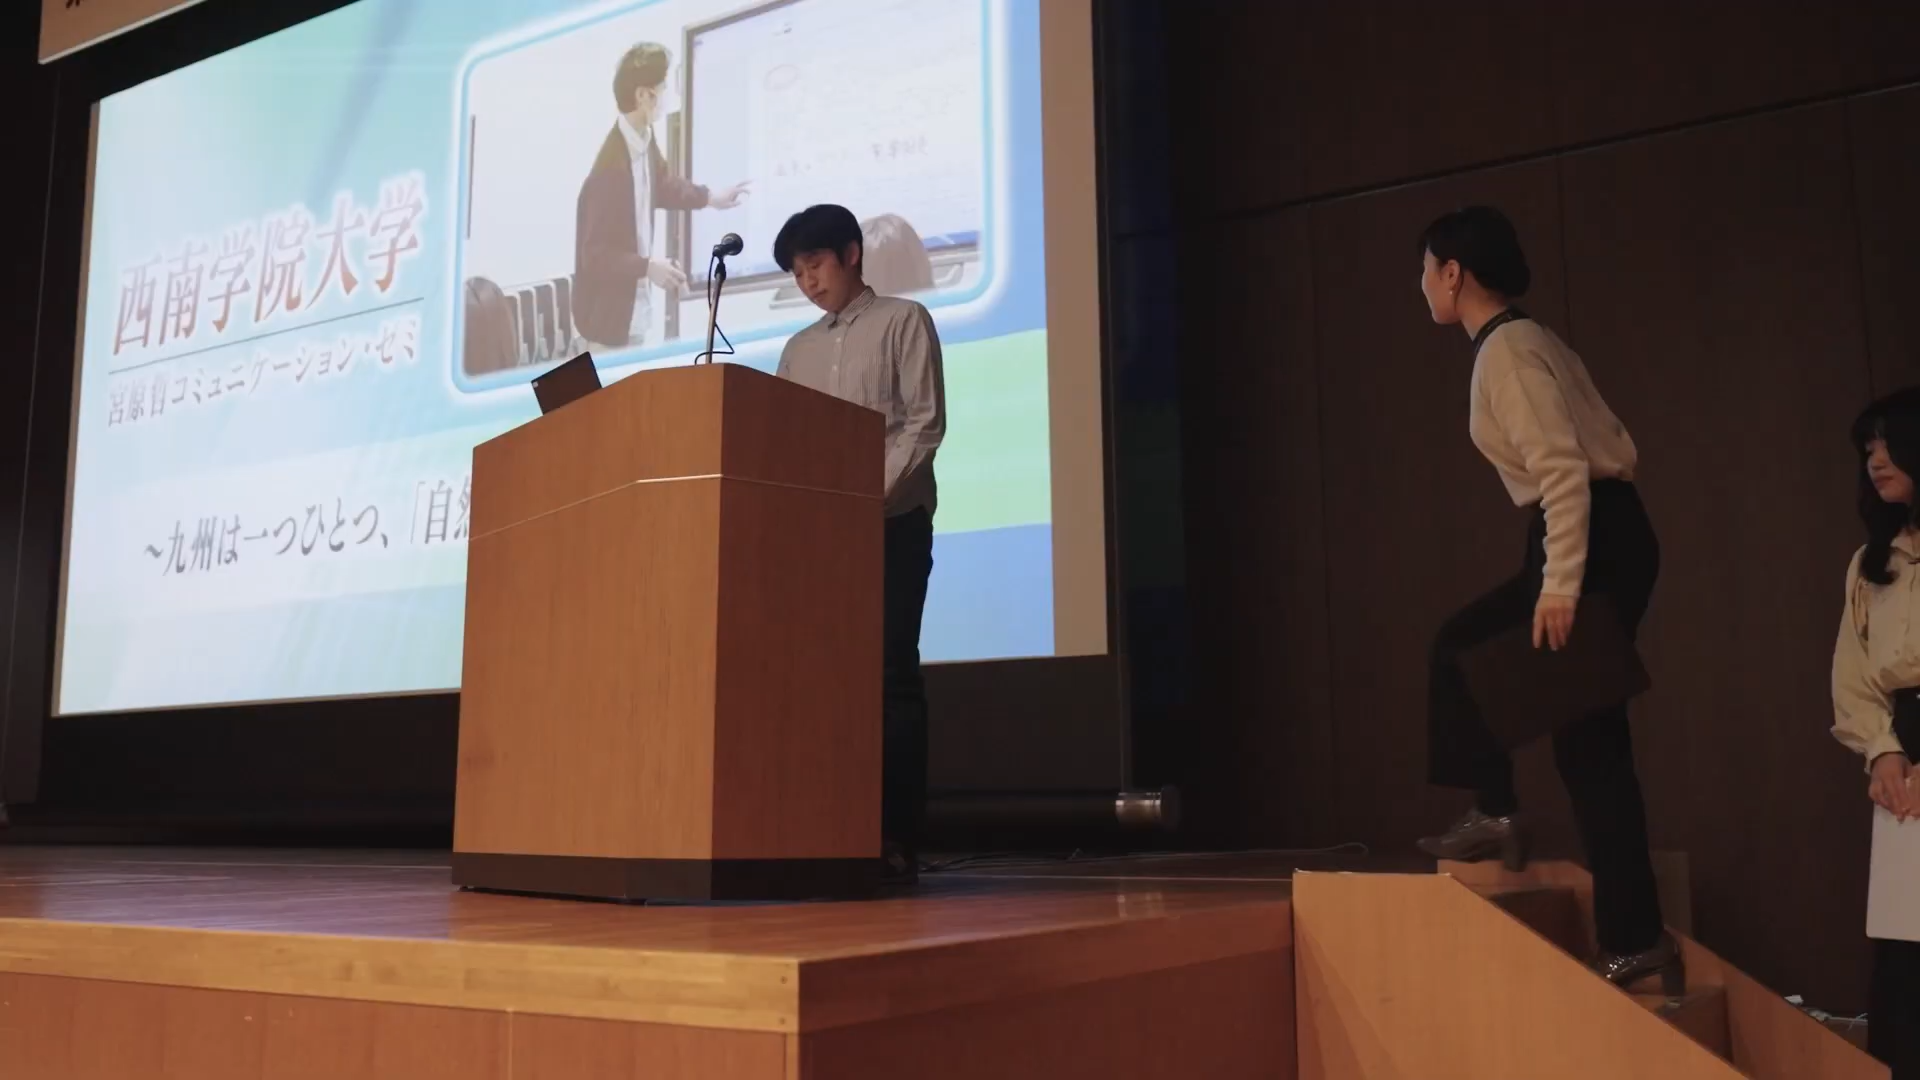 西南学院大学
宮原哲コミュニケーション・ゼミ
～九州は一つひとつ、「自然